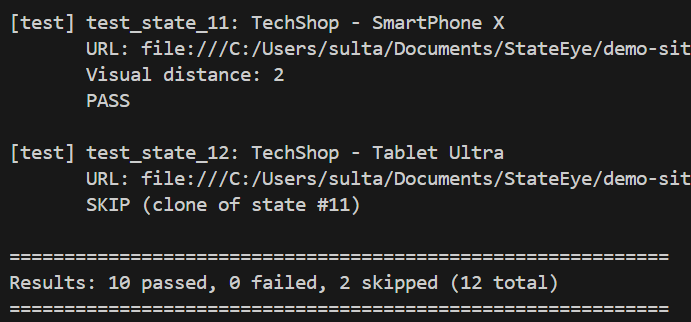 [test] test_state_11: TechShop - SmartPhone X
URL: file:///C:/Users/sulta/Documents/StateEye/demo-sit
Visual distance: 2
PASS
[test] test_state_12: TechShop - Tablet Ultra
URL: file:///C:/Users/sulta/Documents/StateEye/demo-sit
SKIP (clone of state #11)
============================================================
Results: 10 passed, 0 failed, 2 skipped (12 total)
============================================================